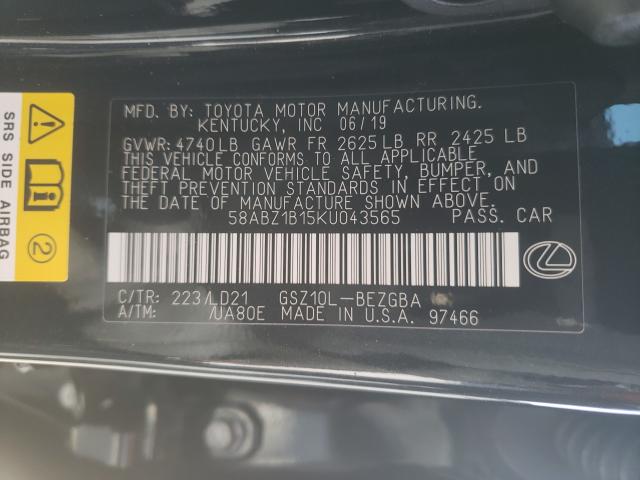 MFD. BY: TOYOTA MOTOR MANUFACTURING.
KENTUCKY, INC 06/19
GVWR: 4740LB GAWR FR 2625LB RR 2425 LB
THIS VEHICLE CONFORMS TO ALL APPLICABLE
FEDERAL MOTOR VEHICLE SAFETY, BUMPER, AND
THEFT PREVENTION STANDARDS IN EFFECT ON
THE DATE OF MANUFACTURE SHOWN ABOVE.
58ABZ1B15KU043565 PASS. CAR
C/TR: 223/LD21 GSZ10L-BEZGBA
A/TM: /UA80E MADE IN U.S.A. 97466
SRS SIDE AIRBAG
2